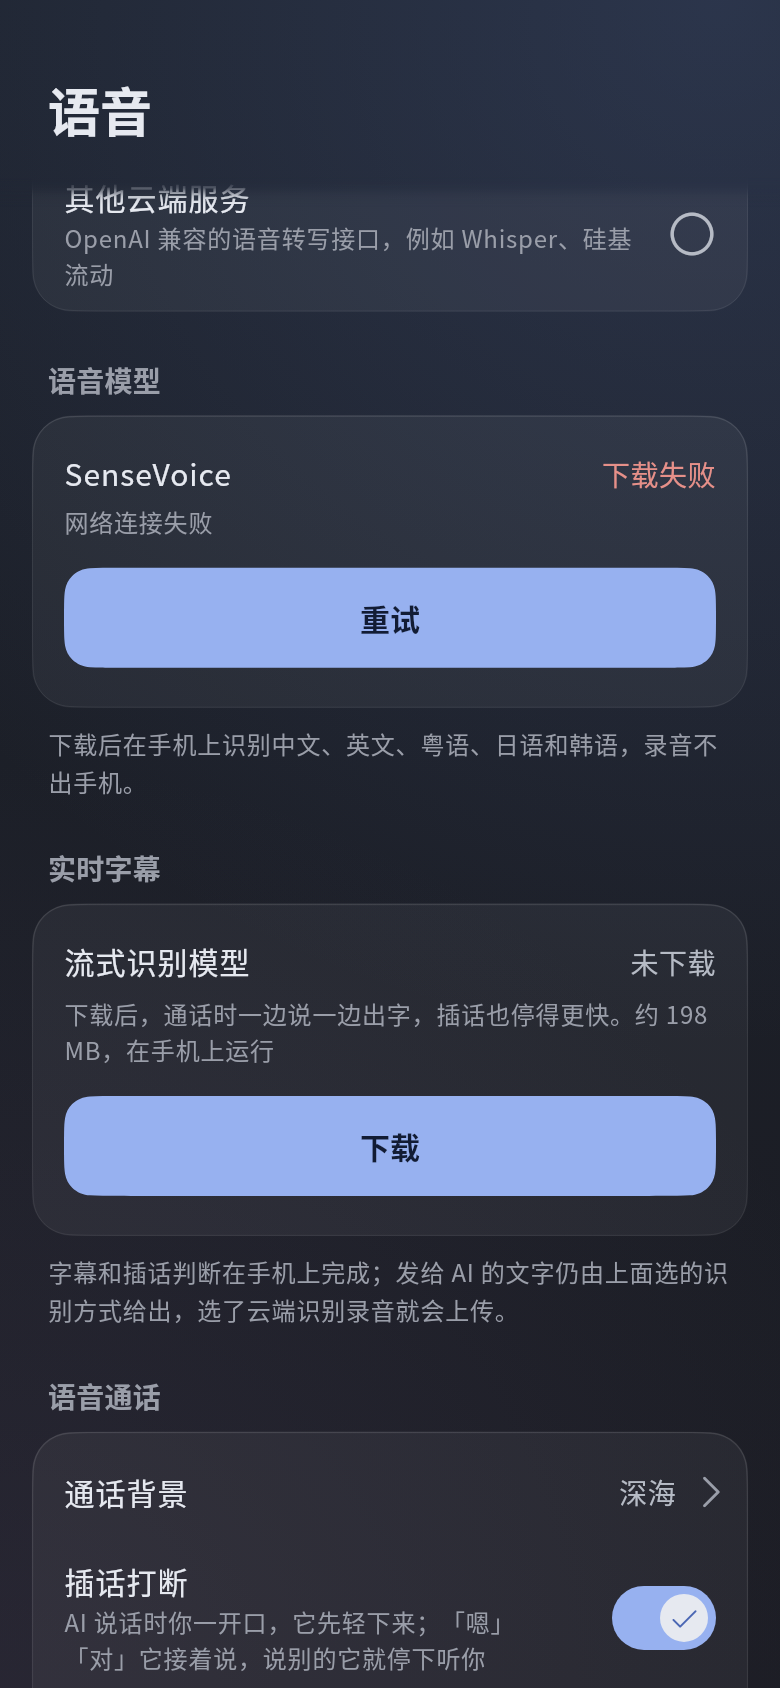 语音
其他云端服务
OpenAI 兼容的语音转写接口，例如 Whisper、硅基
流动
语音模型
SenseVoice
下载失败
网络连接失败
重试
下载后在手机上识别中文、英文、粤语、日语和韩语，录音不
出手机。
实时字幕
流式识别模型
未下载
下载后，通话时一边说一边出字，插话也停得更快。约 198
MB，在手机上运行
下载
字幕和插话判断在手机上完成；发给 AI 的文字仍由上面选的识
别方式给出，选了云端识别录音就会上传。
语音通话
通话背景
深海
插话打断
AI 说话时你一开口，它先轻下来；「嗯」
「对」它接着说，说别的它就停下听你